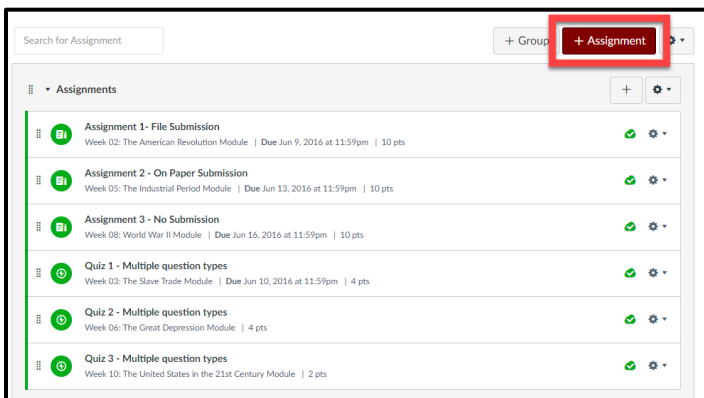 Search for Assignment
+ Group
+ Assignment
Assignments
+
Assignment 1- File Submission
Week 02: The American Revolution Module | Due Jun 9, 2016 at 11:59pm | 10 pts
Assignment 2 - On Paper Submission
Week 05: The Industrial Period Module | Due Jun 13, 2016 at 11:59pm | 10 pts
Assignment 3 - No Submission
Week 08: World War II Module | Due Jun 16, 2016 at 11:59pm | 10 pts
Quiz 1 - Multiple question types
Week 03: The Slave Trade Module | Due Jun 10, 2016 at 11:59pm | 4 pts
Quiz 2 - Multiple question types
Week 06: The Great Depression Module | 4 pts
Quiz 3 - Multiple question types
Week 10: The United States in the 21st Century Module | 2 pts